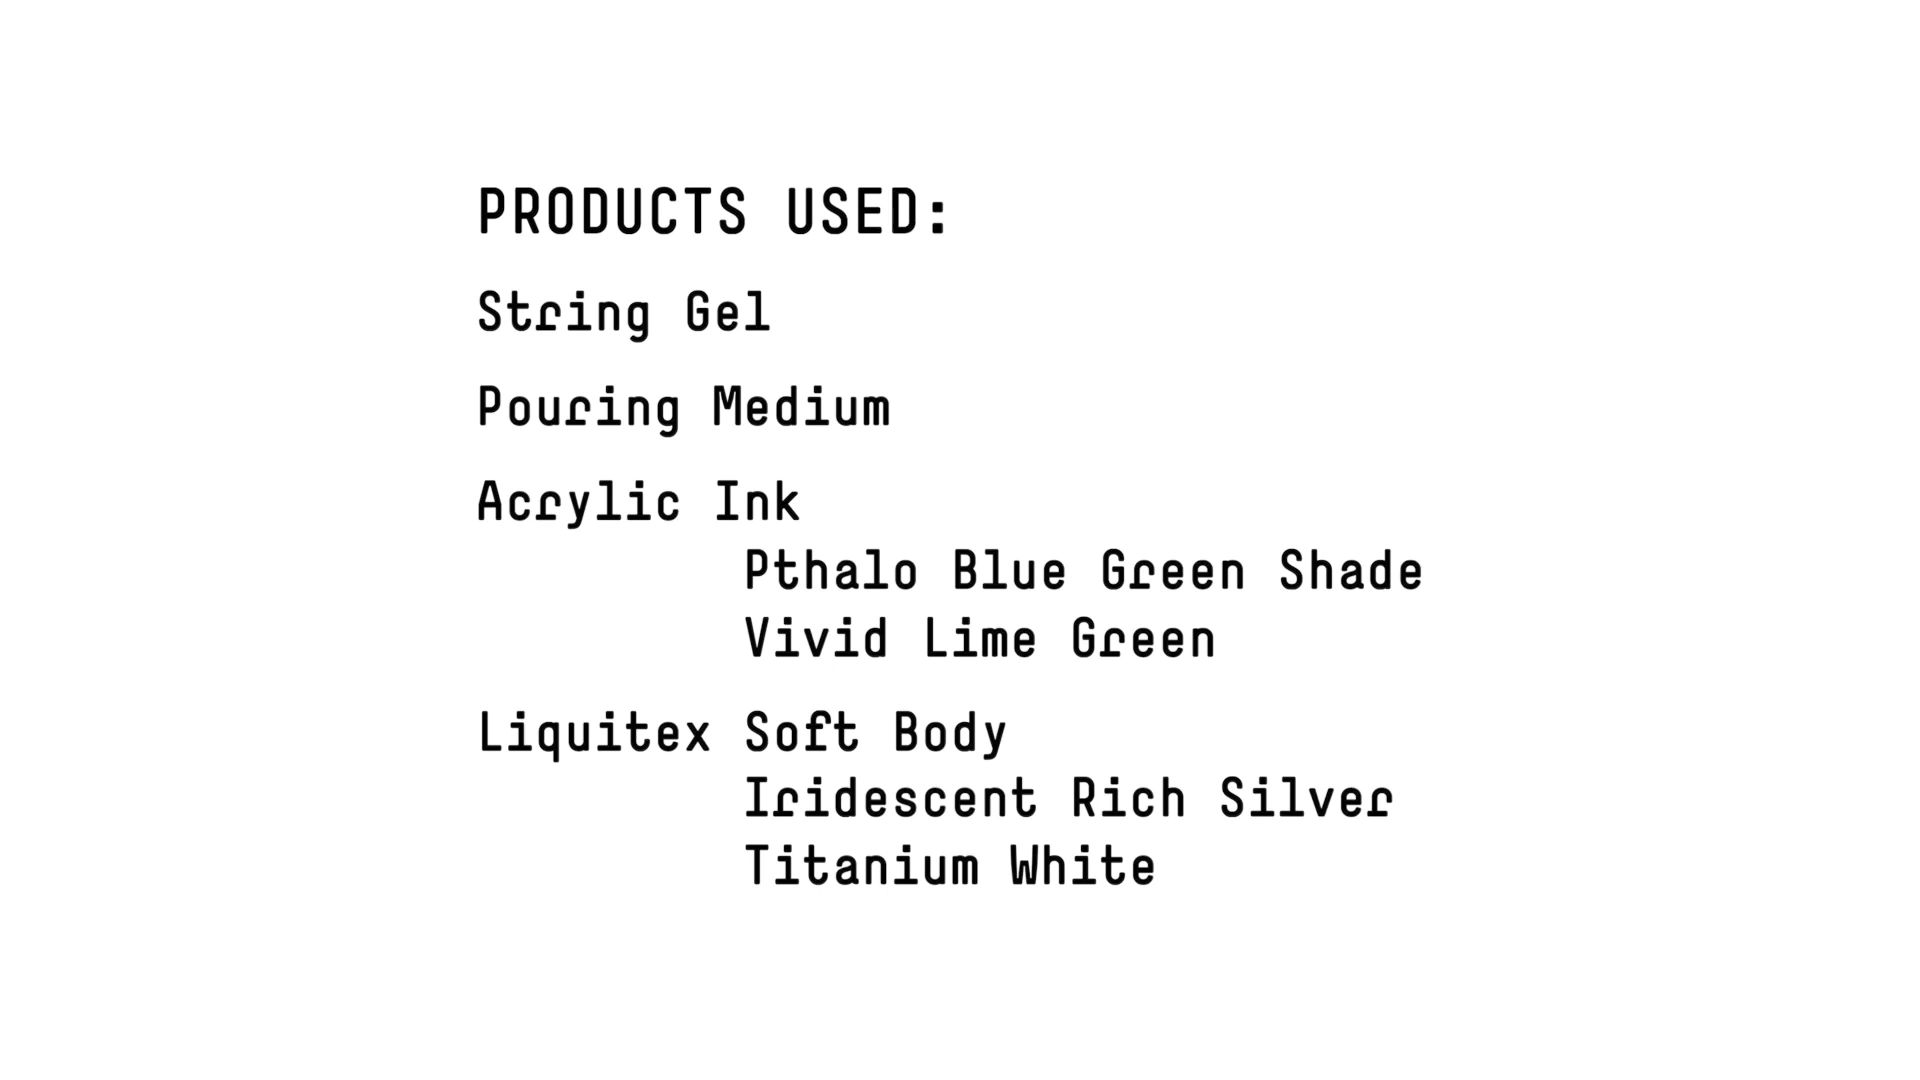 PRODUCTS USED:
String Gel
Pouring Medium
Acrylic Ink
Pthalo Blue Green Shade
Vivid Lime Green
Liquitex Soft Body
Iridescent Rich Silver
Titanium White